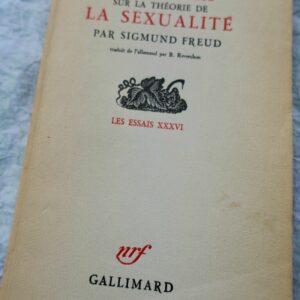 SUR LA THÉORIE DE
LA SEXUALITÉ
PAR SIGMUND FREUD
traduit de l'allemand par B. Reverchon
LES ESSAIS XXXVI
nrf
GALLIMARD